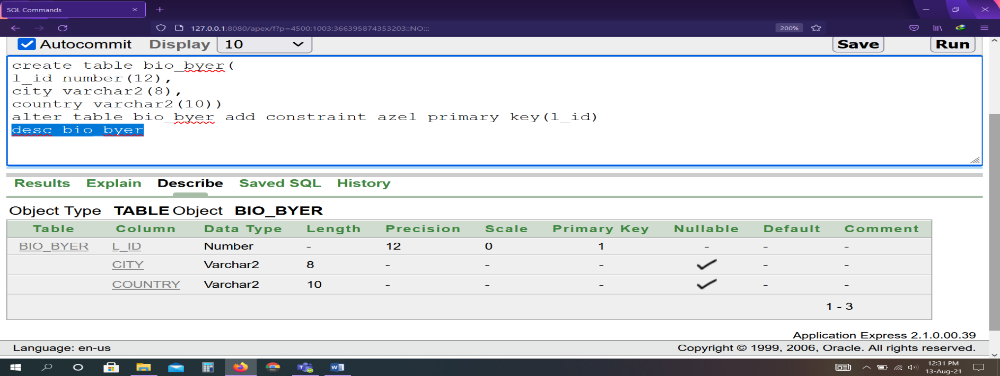 SQL Commands
127.0.0.1:8080/apex/f?p=4500:1003:366395874353203::NO:::
200%
Autocommit Display 10 Save Run
create table bio_byer(
l_id number(12),
city varchar2(8),
country varchar2(10))
alter table bio_byer add constraint aze1 primary key(l_id)
desc bio_byer
Results Explain Describe Saved SQL History
Object Type TABLE Object BIO_BYER
Table Column Data Type Length Precision Scale Primary Key Nullable Default Comment
BIO_BYER L_ID Number - 12 0 1 - - -
CITY Varchar2 8 - - - - -
COUNTRY Varchar2 10 - - - - -
1 - 3
Application Express 2.1.0.00.39
Language: en-us Copyright © 1999, 2006, Oracle. All rights reserved.
12:31 PM
13-Aug-21